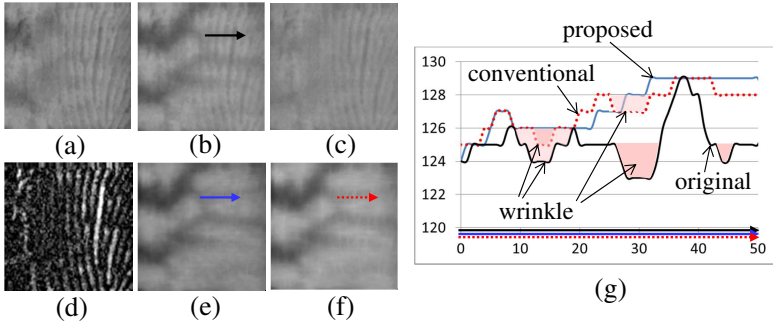 (a)
(b)
(c)
(d)
(e)
(f)
proposed
conventional
130
128
126
124
122
120
wrinkle
original
0
10
20
30
40
50
(g)